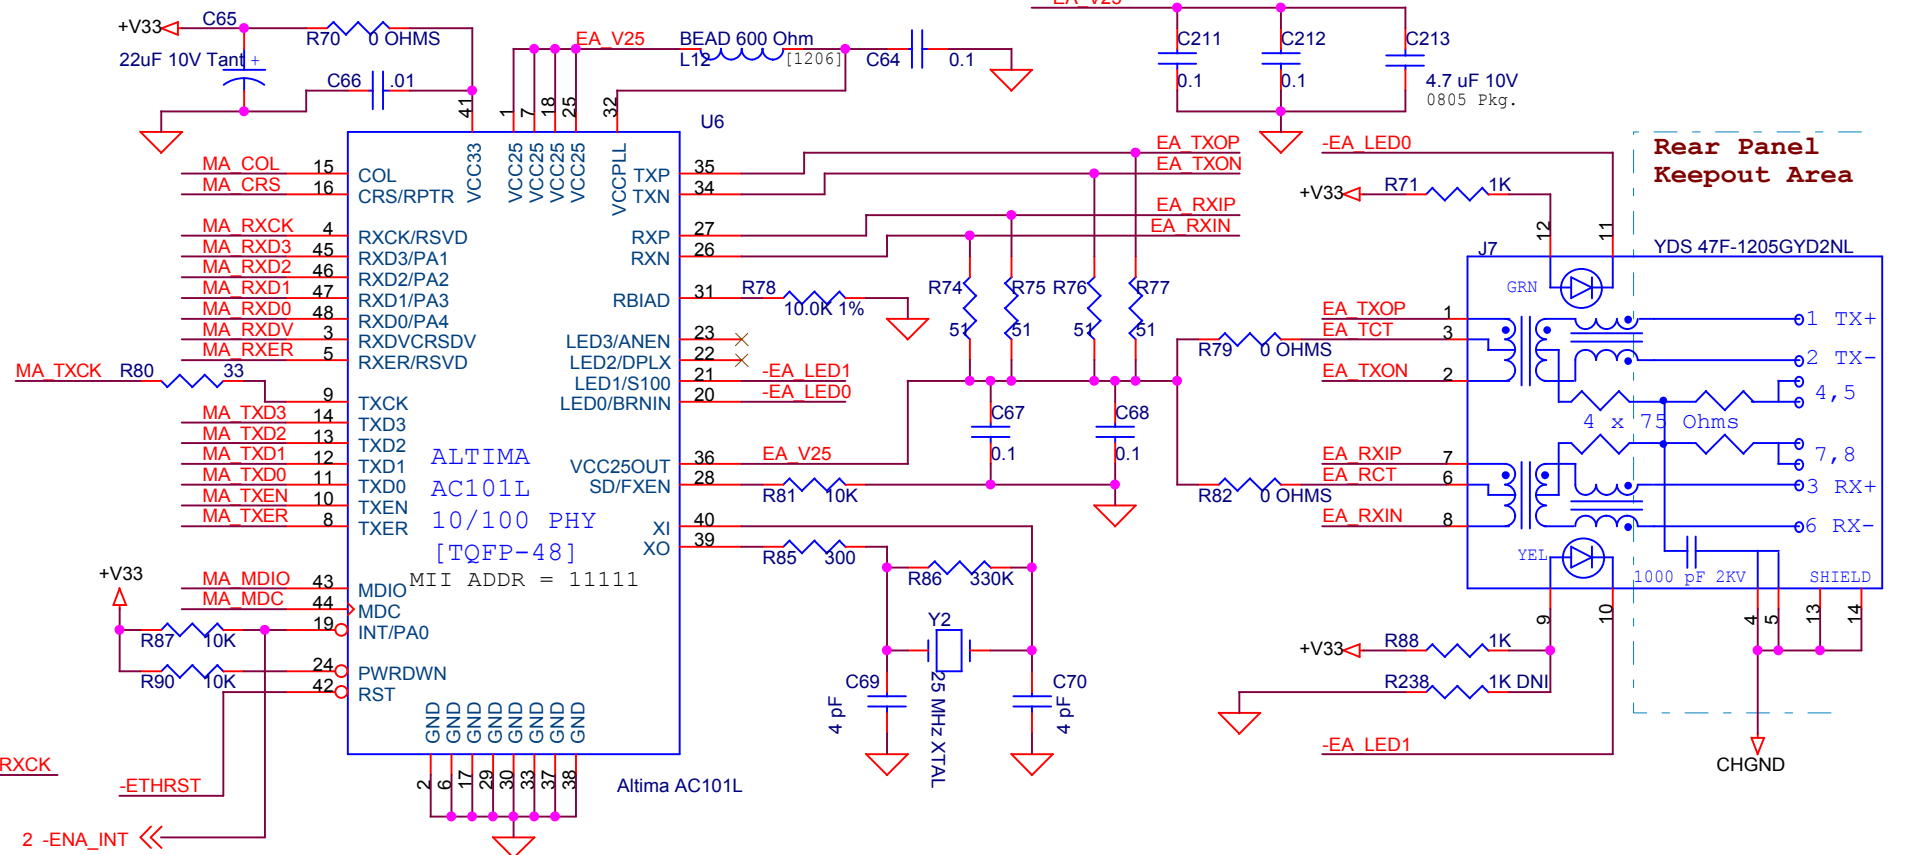 +V33
C65
R70
0 OHMS
22uF 10V Tant
+
C66
.01
EA_V25
BEAD 600 Ohm
L12
[1206]
C64
0.1
EA_V25
C211
0.1
C212
0.1
C213
4.7 uF 10V
0805 Pkg.
U6
41
1
7
18
25
32
VCC33
VCC25
VCC25
VCC25
VCC25
VCCPLL
MA_COL 15 COL
MA_CRS 16 CRS/RPTR
MA_RXCK 4 RXCK/RSVD
MA_RXD3 45 RXD3/PA1
MA_RXD2 46 RXD2/PA2
MA_RXD1 47 RXD1/PA3
MA_RXD0 48 RXD0/PA4
MA_RXDV 3 RXDVCRSDV
MA_RXER 5 RXER/RSVD
MA_TXCK R80 33
9 TXCK
MA_TXD3 14 TXD3
MA_TXD2 13 TXD2
MA_TXD1 12 TXD1
MA_TXD0 11 TXD0
MA_TXEN 10 TXEN
MA_TXER 8 TXER
ALTIMA
AC101L
10/100 PHY
[TQFP-48]
MII ADDR = 11111
+V33
MA_MDIO 43 MDIO
MA_MDC 44 MDC
R87 10K 19 INT/PA0
R90 10K 24 PWRDWN
42 RST
GND
GND
GND
GND
GND
GND
GND
GND
2
6
17
29
30
33
37
38
Altima AC101L
RXCK
-ETHRST
2 -ENA_INT
TXP 35
TXN 34
RXP 27
RXN 26
RBIAD 31
R78
10.0K 1%
LED3/ANEN 23
LED2/DPLX 22
LED1/S100 21 -EA_LED1
LED0/BRNIN 20 -EA_LED0
VCC25OUT 36 EA_V25
SD/FXEN 28
R81 10K
XI 40
XO 39
R85 300
R86 330K
Y2
25 MHz XTAL
C69
4 pF
C70
4 pF
EA_TXOP
EA_TXON
EA_RXIP
EA_RXIN
R74
51
R75
51
R76
51
R77
51
C67
0.1
C68
0.1
R79 0 OHMS
R82 0 OHMS
-EA_LED0
+V33
R71
1K
12
11
Rear Panel
Keepout Area
J7
YDS 47F-1205GYD2NL
GRN
EA_TXOP 1
EA_TCT 3
EA_TXON 2
EA_RXIP 7
EA_RCT 6
EA_RXIN 8
1 TX+
2 TX-
4,5
4 x 75 Ohms
7,8
3 RX+
6 RX-
YEL
1000 pF 2KV
SHIELD
9
10
4
5
13
14
+V33
R88
1K
R238
1K DNI
-EA_LED1
CHGND